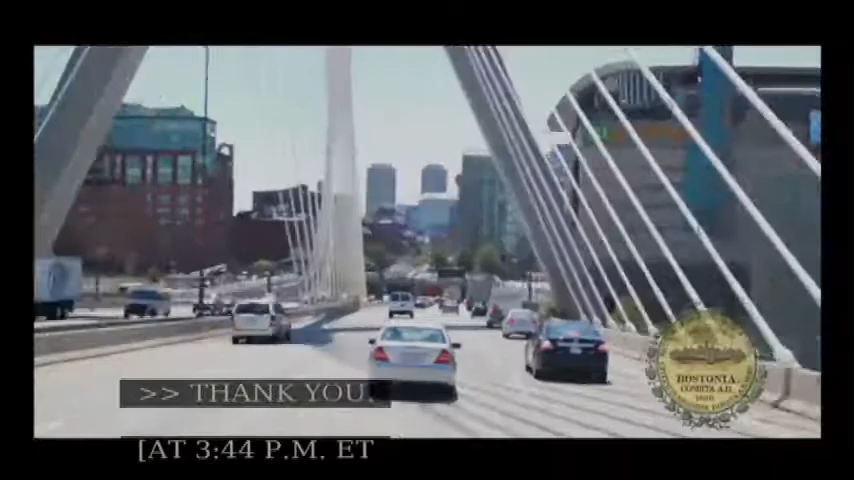 BOSTONIA.
CONDITA A.D.
>> THANK YOU.
[AT 3:44 P.M. ET